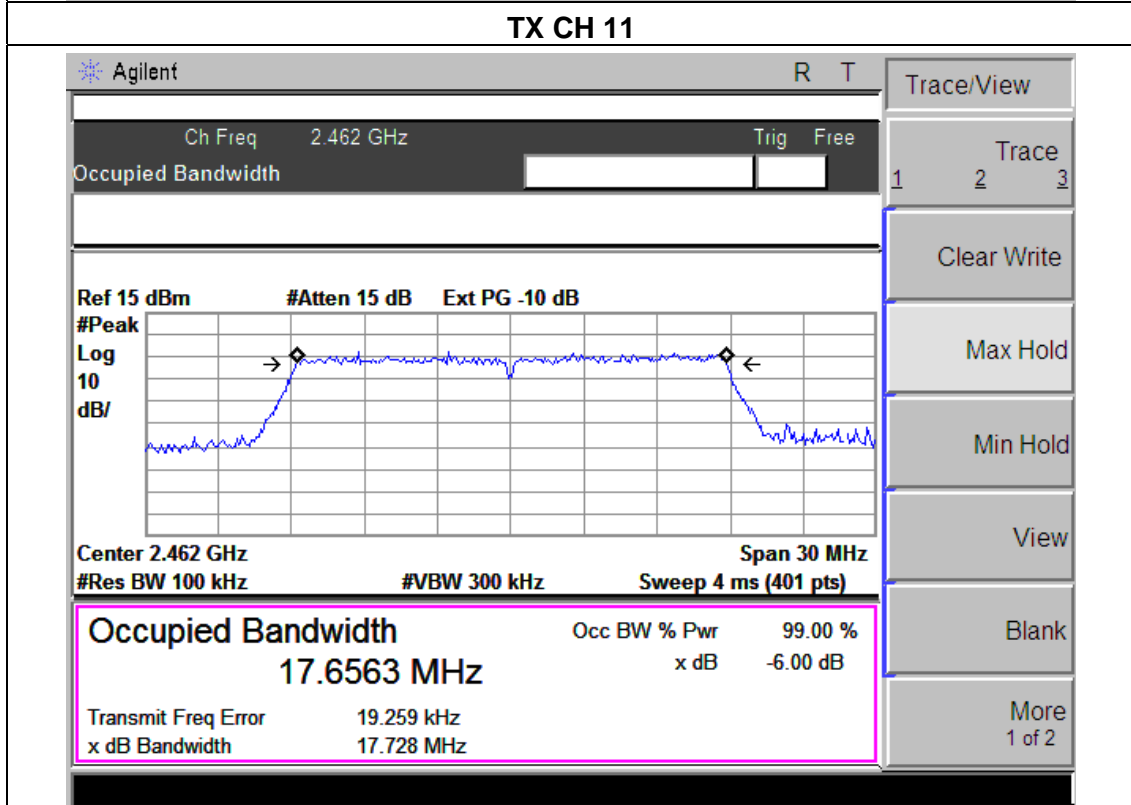 TX CH 11
Agilent R T
Ch Freq 2.462 GHz Trig Free
Occupied Bandwidth
Ref 15 dBm #Atten 15 dB Ext PG -10 dB
#Peak
Log
10
dB/
Center 2.462 GHz Span 30 MHz
#Res BW 100 kHz #VBW 300 kHz Sweep 4 ms (401 pts)
Occupied Bandwidth Occ BW % Pwr 99.00 %
17.6563 MHz x dB -6.00 dB
Transmit Freq Error 19.259 kHz
x dB Bandwidth 17.728 MHz
Trace/View
Trace
1 2 3
Clear Write
Max Hold
Min Hold
View
Blank
More
1 of 2